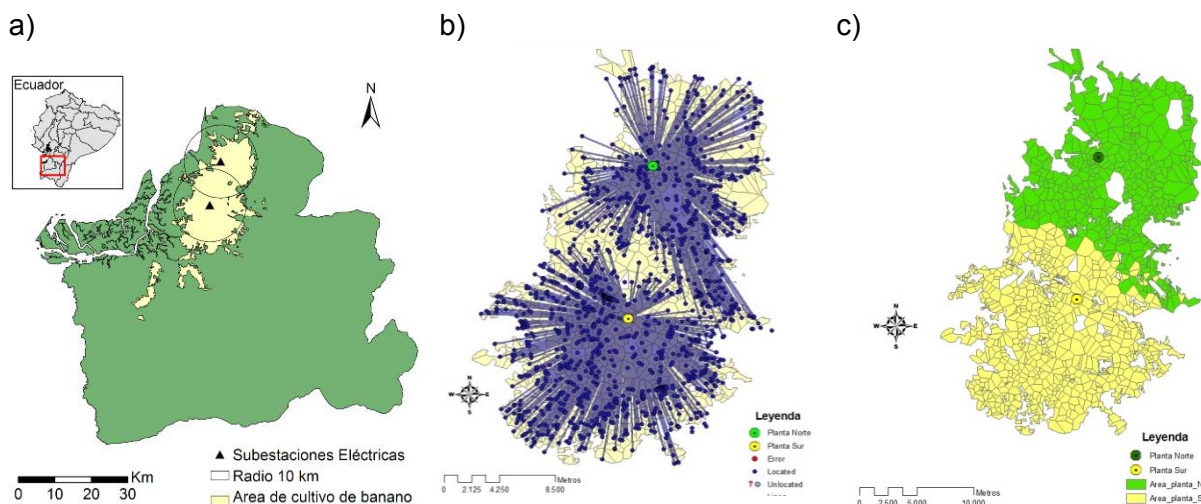 a)
Ecuador
N
Km
0 10 20 30
Subestaciones Eléctricas
Radio 10 km
Area de cultivo de banano
b)
N
W E
S
Leyenda
Planta Norte
Planta Sur
Error
Located
? Unlocated
Metros
0 2.125 4.250 8.500
c)
N
W E
S
Leyenda
Planta Norte
Planta Sur
Area_planta_
Area_planta_
Metros
0 2.500 5.000 10.000